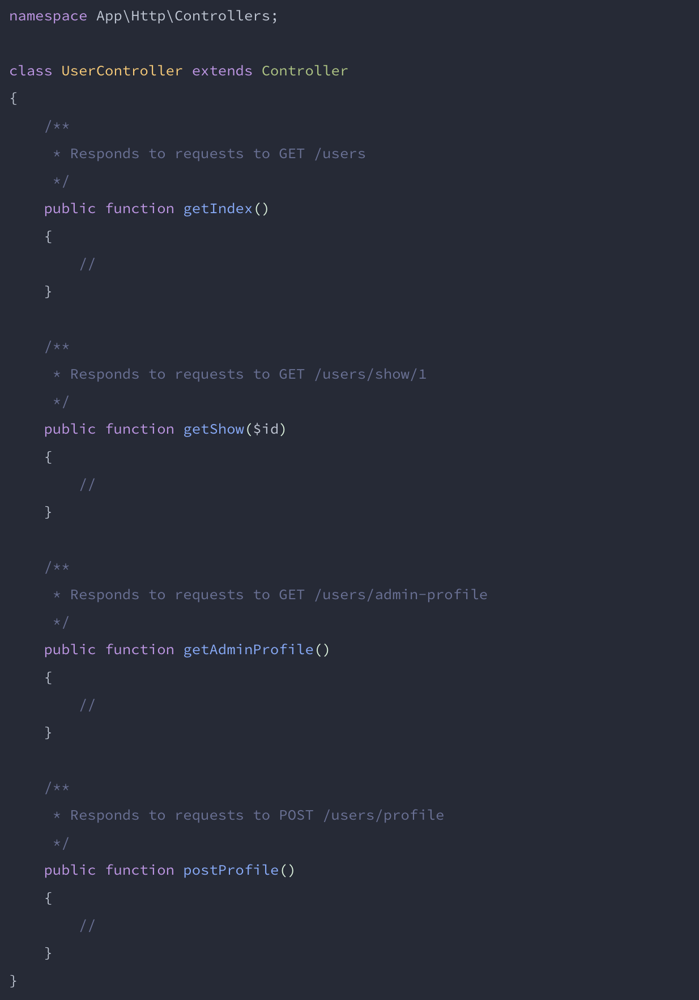 namespace App\Http\Controllers;

class UserController extends Controller
{
    /**
     * Responds to requests to GET /users
     */
    public function getIndex()
    {
        //
    }

    /**
     * Responds to requests to GET /users/show/1
     */
    public function getShow($id)
    {
        //
    }

    /**
     * Responds to requests to GET /users/admin-profile
     */
    public function getAdminProfile()
    {
        //
    }

    /**
     * Responds to requests to POST /users/profile
     */
    public function postProfile()
    {
        //
    }
}